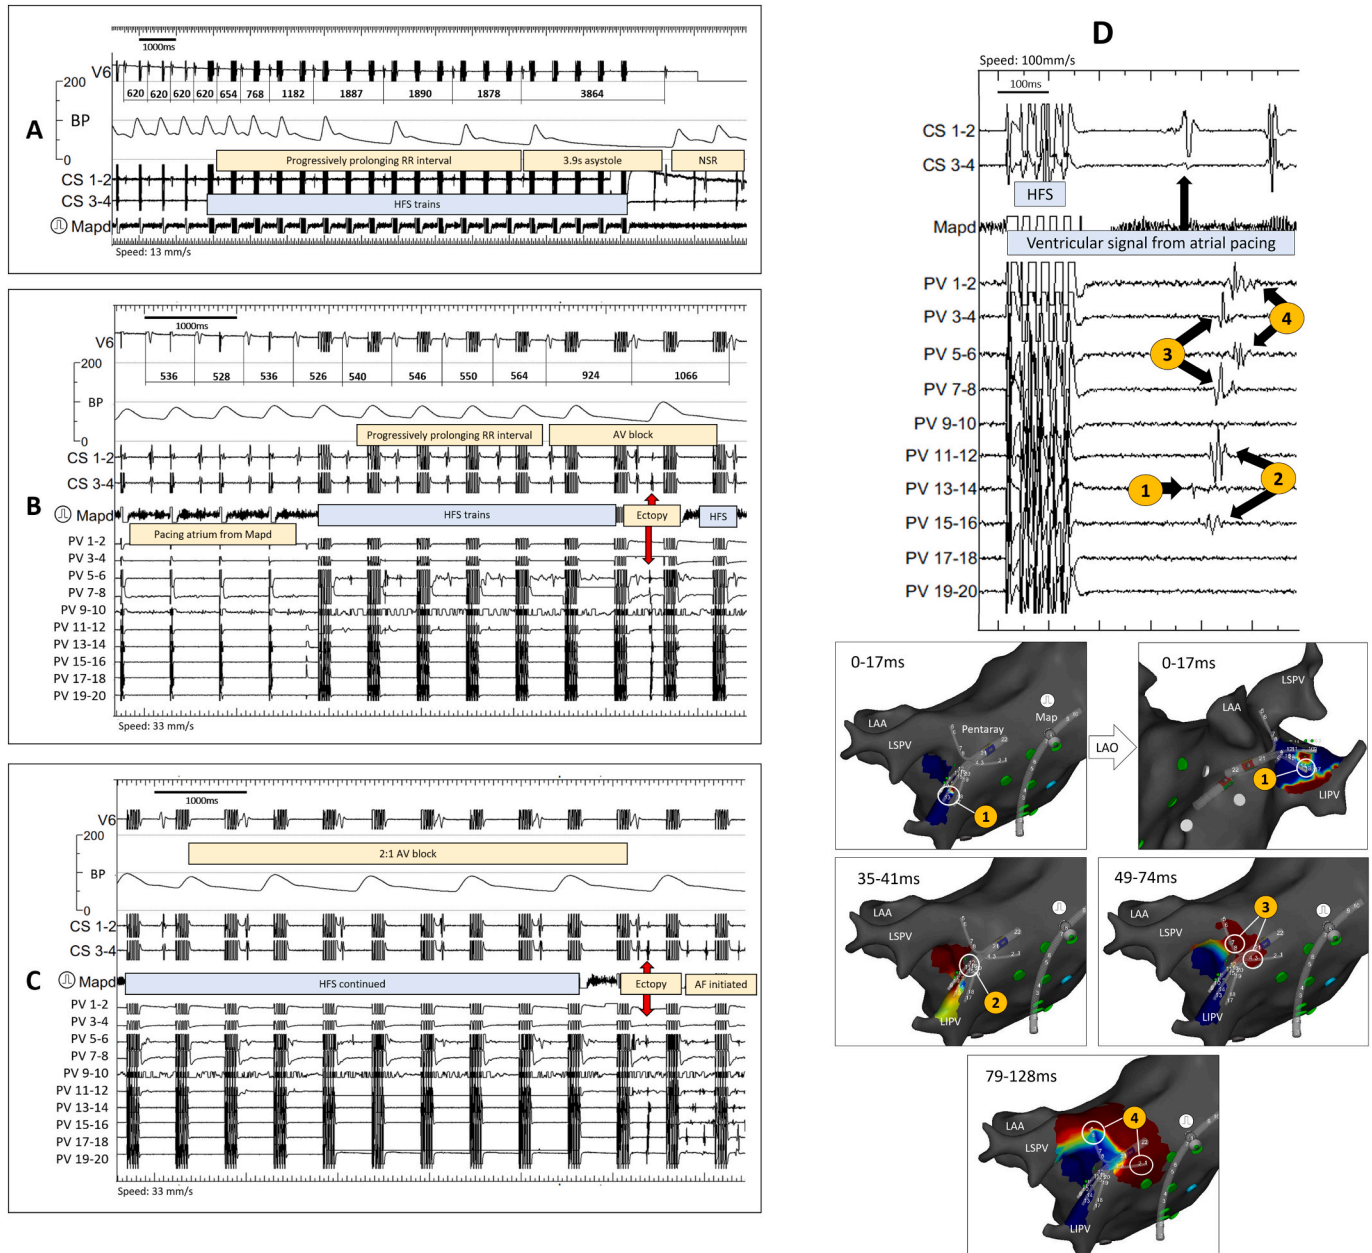 1000ms
V6
200
620 620 620 620 654 768 1182 1887 1890 1878 3864
A
BP
0
Progressively prolonging RR interval
3.9s asystole
NSR
CS 1-2
CS 3-4
HFS trains
Mapd
Speed: 13 mm/s
1000ms
V6
200
536 528 536 526 540 546 550 564 924 1066
BP
0
Progressively prolonging RR interval
AV block
CS 1-2
CS 3-4
B
Mapd
HFS trains
Ectopy
HFS
Pacing atrium from Mapd
PV 1-2
PV 3-4
PV 5-6
PV 7-8
PV 9-10
PV 11-12
PV 13-14
PV 15-16
PV 17-18
PV 19-20
Speed: 33 mm/s
1000ms
V6
200
2:1 AV block
BP
0
CS 1-2
CS 3-4
C
Mapd
HFS continued
Ectopy
AF initiated
PV 1-2
PV 3-4
PV 5-6
PV 7-8
PV 9-10
PV 11-12
PV 13-14
PV 15-16
PV 17-18
PV 19-20
Speed: 33 mm/s
D
Speed: 100mm/s
100ms
CS 1-2
CS 3-4
HFS
Mapd
Ventricular signal from atrial pacing
PV 1-2
4
PV 3-4
3
PV 5-6
PV 7-8
PV 9-10
PV 11-12
2
PV 13-14
1
PV 15-16
PV 17-18
PV 19-20
0-17ms
LAA
LSPV
Pentaray
Map
1
LAO
0-17ms
LSPV
LAA
1
LIPV
35-41ms
LAA
LSPV
2
LIPV
49-74ms
LAA
LSPV
3
LIPV
79-128ms
LAA
LSPV
4
LIPV